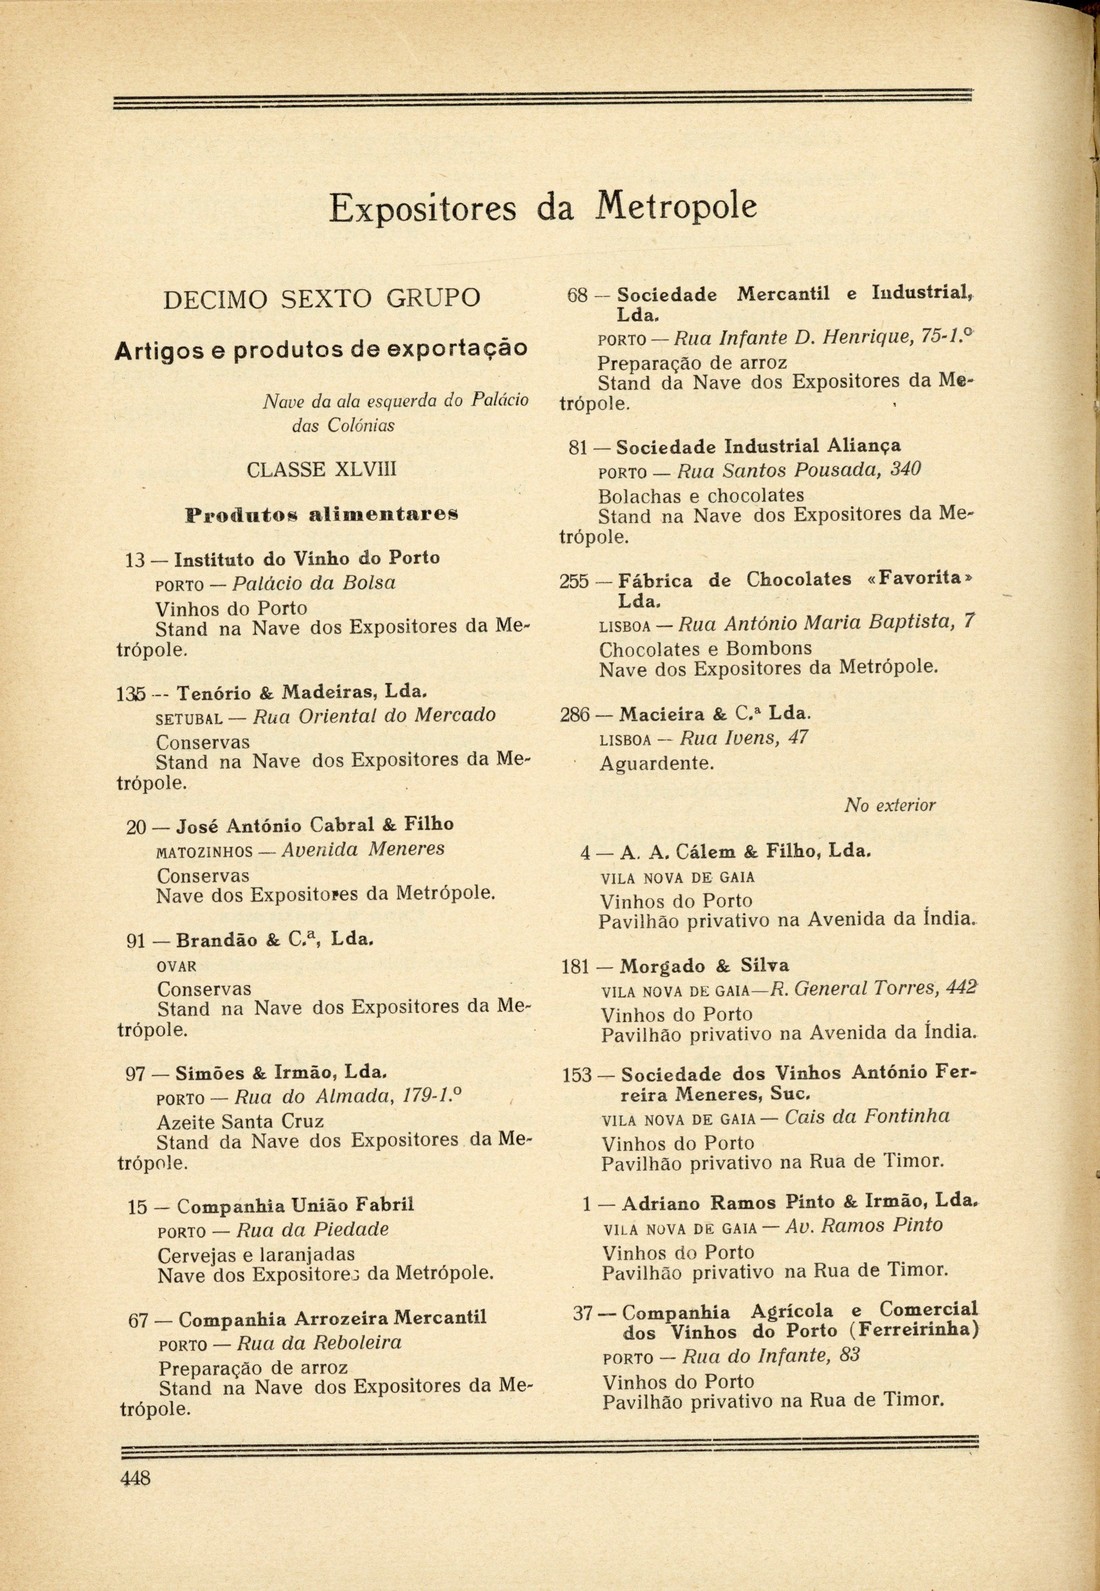 Expositores da Metropole
DECIMO SEXTO GRUPO
Artigos e produtos de exportação
Nave da ala esquerda do Palácio
das Colónias
CLASSE XLVIII
Produtos alimentares
13 — Instituto do Vinho do Porto
PORTO — Palácio da Bolsa
Vinhos do Porto
Stand na Nave dos Expositores da Me-
trópole.
135 -- Tenório & Madeiras, Lda.
SETUBAL — Rua Oriental do Mercado
Conservas
Stand na Nave dos Expositores da Me-
trópole.
20 — José António Cabral & Filho
MATOZINHOS — Avenida Meneres
Conservas
Nave dos Expositores da Metrópole.
91 — Brandão & C.ª, Lda.
OVAR
Conservas
Stand na Nave dos Expositores da Me-
trópole.
97 — Simões & Irmão, Lda.
PORTO — Rua do Almada, 179-1.º
Azeite Santa Cruz
Stand da Nave dos Expositores da Me-
trópole.
15 — Companhia União Fabril
PORTO — Rua da Piedade
Cervejas e laranjadas
Nave dos Expositores da Metrópole.
67 — Companhia Arrozeira Mercantil
PORTO — Rua da Reboleira
Preparação de arroz
Stand na Nave dos Expositores da Me-
trópole.
68 — Sociedade Mercantil e Industrial,
Lda.
PORTO — Rua Infante D. Henrique, 75-1.º
Preparação de arroz
Stand da Nave dos Expositores da Me-
trópole.
81 — Sociedade Industrial Aliança
PORTO — Rua Santos Pousada, 340
Bolachas e chocolates
Stand na Nave dos Expositores da Me-
trópole.
255 — Fábrica de Chocolates «Favorita»
Lda.
LISBOA — Rua António Maria Baptista, 7
Chocolates e Bombons
Nave dos Expositores da Metrópole.
286 — Macieira & C.ª Lda.
LISBOA — Rua Ivens, 47
Aguardente.
No exterior
4 — A. A. Cálem & Filho, Lda.
VILA NOVA DE GAIA
Vinhos do Porto
Pavilhão privativo na Avenida da Índia.
181 — Morgado & Silva
VILA NOVA DE GAIA—R. General Torres, 442
Vinhos do Porto
Pavilhão privativo na Avenida da Índia.
153 — Sociedade dos Vinhos António Fer-
reira Meneres, Suc.
VILA NOVA DE GAIA — Cais da Fontinha
Vinhos do Porto
Pavilhão privativo na Rua de Timor.
1 — Adriano Ramos Pinto & Irmão, Lda.
VILA NOVA DE GAIA — Av. Ramos Pinto
Vinhos do Porto
Pavilhão privativo na Rua de Timor.
37 — Companhia Agrícola e Comercial
dos Vinhos do Porto (Ferreirinha)
PORTO — Rua do Infante, 83
Vinhos do Porto
Pavilhão privativo na Rua de Timor.
448